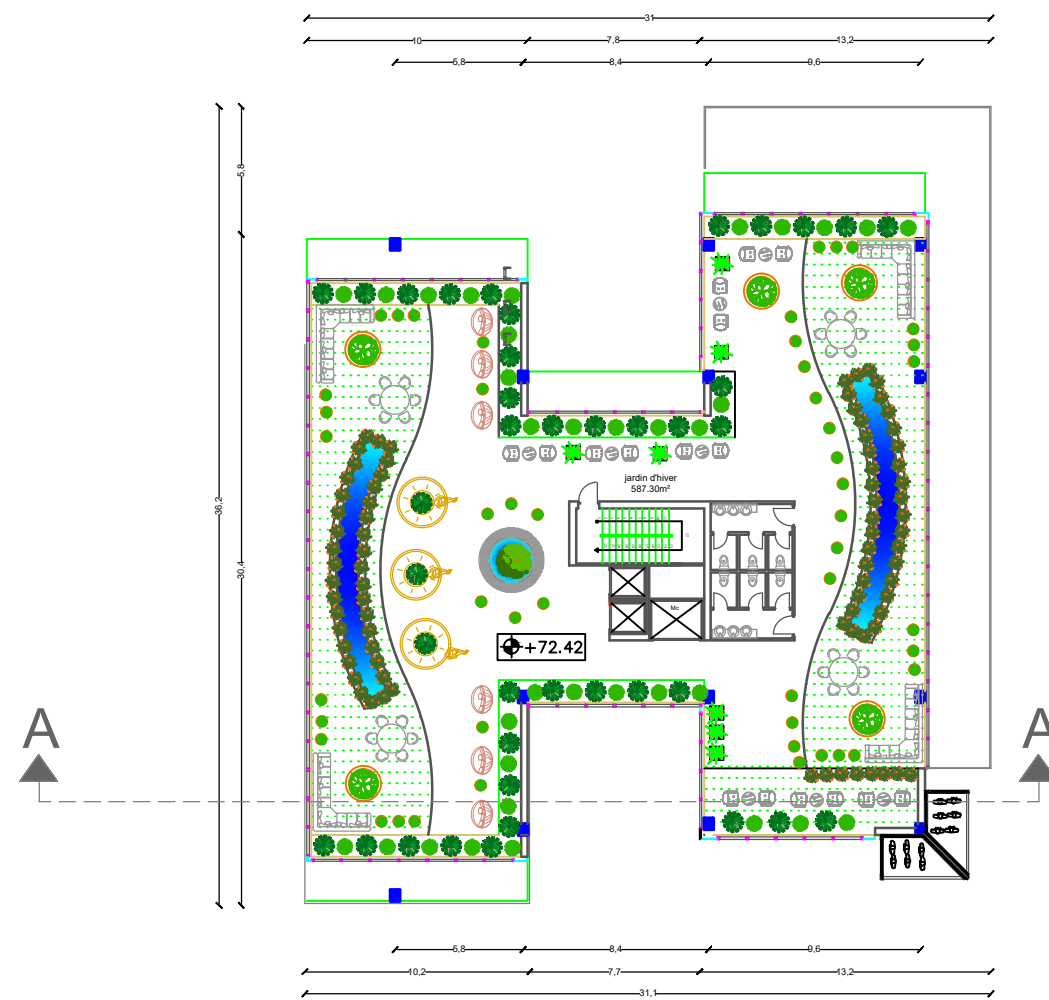 31
10 7,8 13,2
5,8 8,4 9,6
5,8
36,2
30,4
jardin d'hiver
587.30m²
Mc
+72.42
A A
5,8 8,4 9,6
10,2 7,7 13,2
31,1